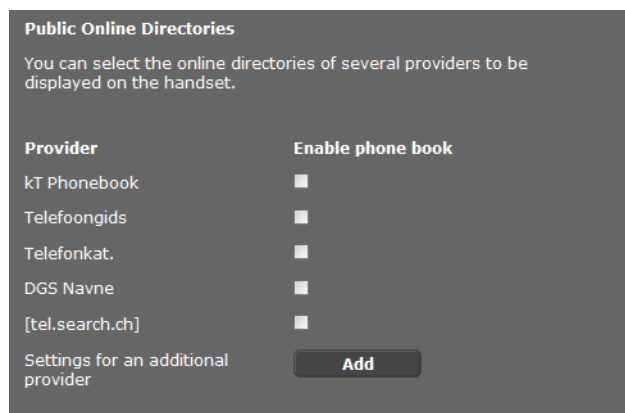 Public Online Directories
You can select the online directories of several providers to be
displayed on the handset.
Provider Enable phone book
kT Phonebook
Telefoongids
Telefonkat.
DGS Navne
[tel.search.ch]
Settings for an additional
provider
Add